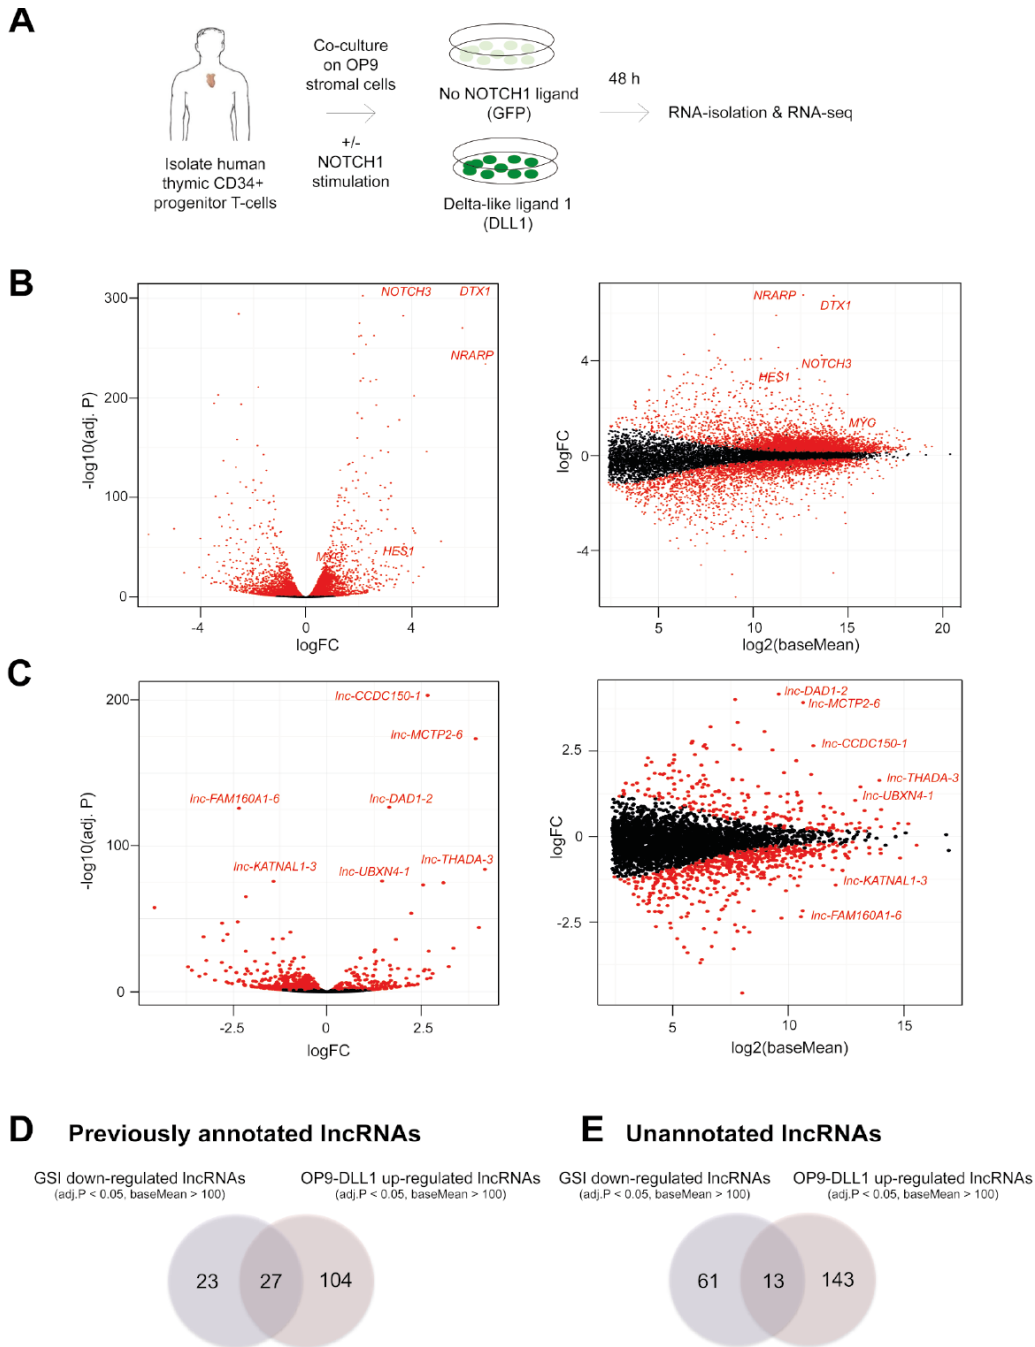 A
Isolate human
thymic CD34+
progenitor T-cells
Co-culture
on OP9
stromal cells
+/-
NOTCH1
stimulation
No NOTCH1 ligand
(GFP)
Delta-like ligand 1
(DLL1)
48 h
RNA-isolation & RNA-seq
B
-log10(adj. P)
300
200
100
0
NOTCH3
DTX1
NRARP
MYC
HES1
-4
0
4
logFC
logFC
4
0
-4
NRARP
DTX1
NOTCH3
HES1
MYC
5
10
15
20
log2(baseMean)
C
-log10(adj. P)
200
100
0
lnc-CCDC150-1
lnc-MCTP2-6
lnc-FAM160A1-6
lnc-DAD1-2
lnc-KATNAL1-3
lnc-UBXN4-1
lnc-THADA-3
-2.5
0
2.5
logFC
logFC
2.5
0
-2.5
lnc-DAD1-2
lnc-MCTP2-6
lnc-CCDC150-1
lnc-THADA-3
lnc-UBXN4-1
lnc-KATNAL1-3
lnc-FAM160A1-6
5
10
15
log2(baseMean)
D Previously annotated lncRNAs
GSI down-regulated lncRNAs
(adj.P < 0.05, baseMean > 100)
OP9-DLL1 up-regulated lncRNAs
(adj.P < 0.05, baseMean > 100)
23
27
104
E Unannotated lncRNAs
GSI down-regulated lncRNAs
(adj.P < 0.05, baseMean > 100)
OP9-DLL1 up-regulated lncRNAs
(adj.P < 0.05, baseMean > 100)
61
13
143